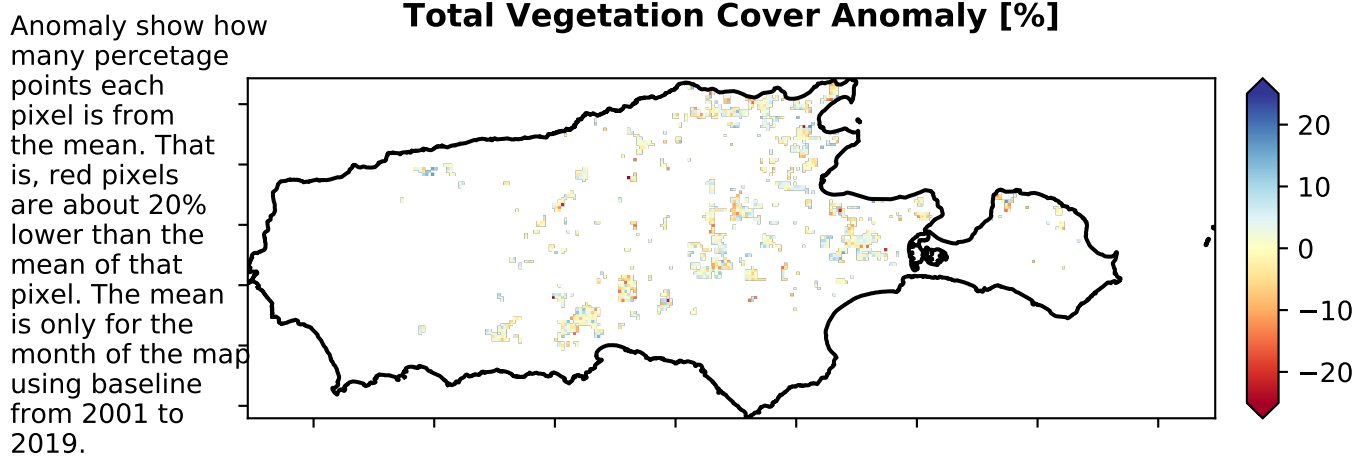 Total Vegetation Cover Anomaly [%]
Anomaly show how
many percetage
points each
pixel is from
the mean. That
is, red pixels
are about 20%
lower than the
mean of that
pixel. The mean
is only for the
month of the map
using baseline
from 2001 to
2019.
20
10
0
−10
−20